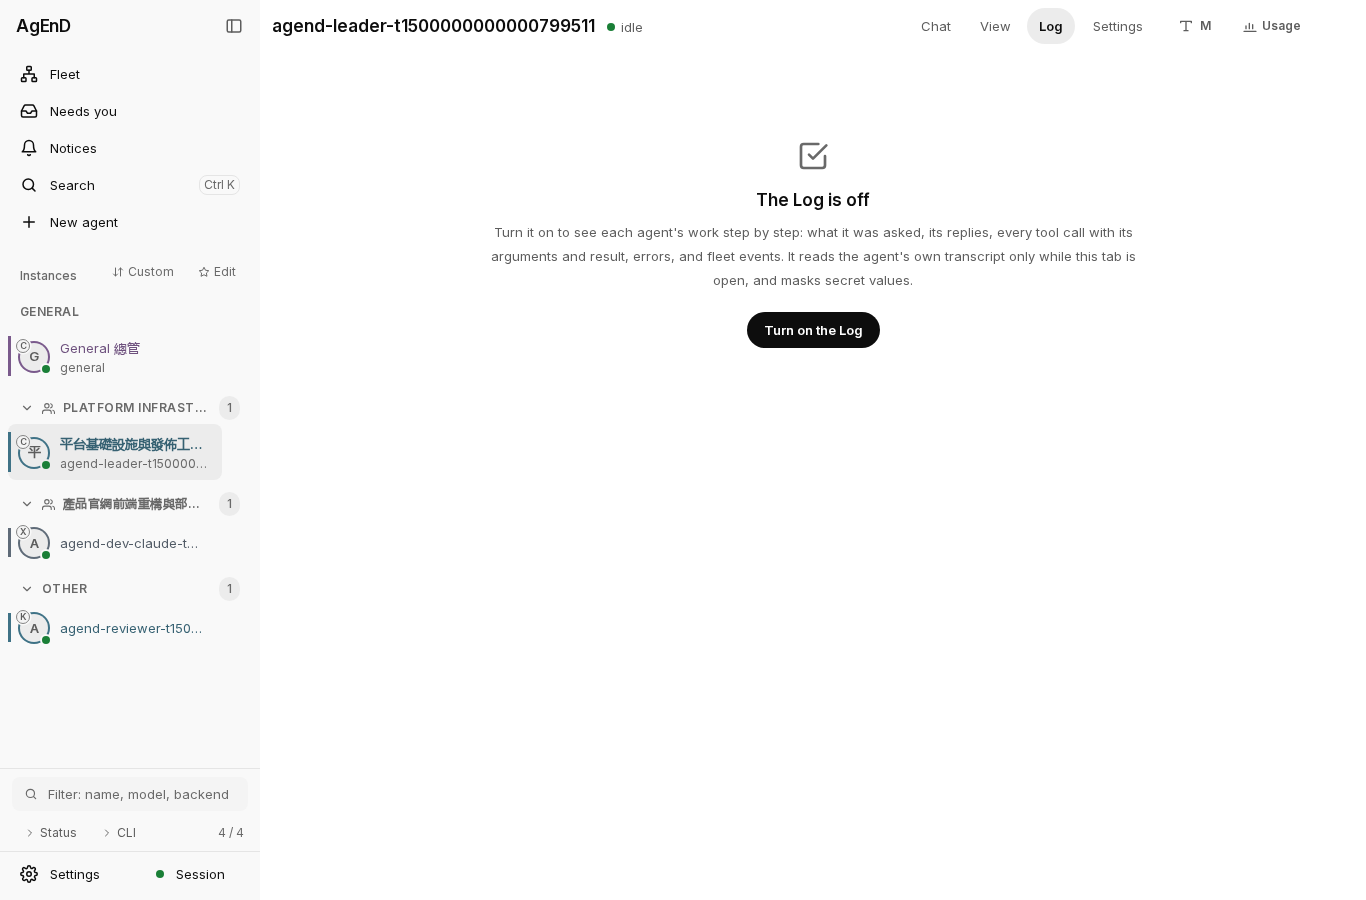 AgEnD
Fleet
Needs you
Notices
Search
Ctrl K
New agent
Instances
Custom
Edit
GENERAL
C
G
General 總管
general
PLATFORM INFRAST...
1
C
平
平台基礎設施與發佈工...
agend-leader-t150000...
產品官網前端重構與部...
1
X
A
agend-dev-claude-t...
OTHER
1
K
A
agend-reviewer-t150...
Filter: name, model, backend
Status
CLI
4 / 4
Settings
Session
agend-leader-t1500000000000799511
idle
Chat
View
Log
Settings
M
Usage
The Log is off
Turn it on to see each agent's work step by step: what it was asked, its replies, every tool call with its
arguments and result, errors, and fleet events. It reads the agent's own transcript only while this tab is
open, and masks secret values.
Turn on the Log